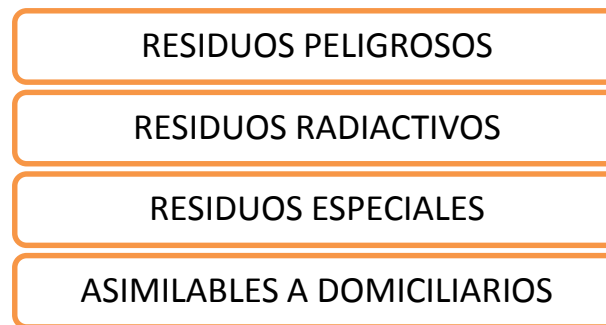 RESIDUOS PELIGROSOS
RESIDUOS RADIACTIVOS
RESIDUOS ESPECIALES
ASIMILABLES A DOMICILIARIOS